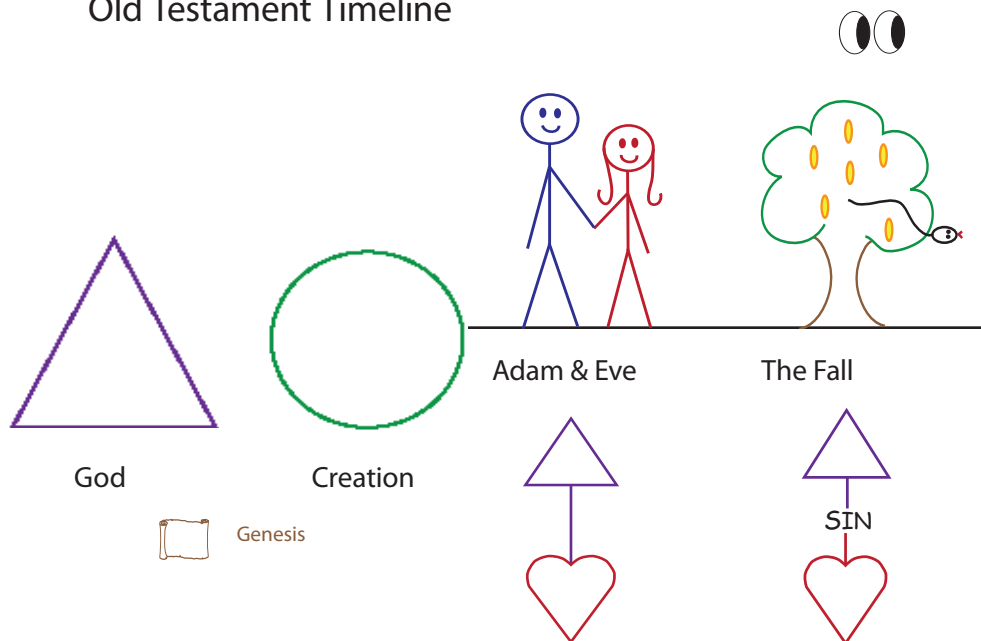 Old Testament Timeline
Adam & Eve
The Fall
God
Creation
SIN
Genesis